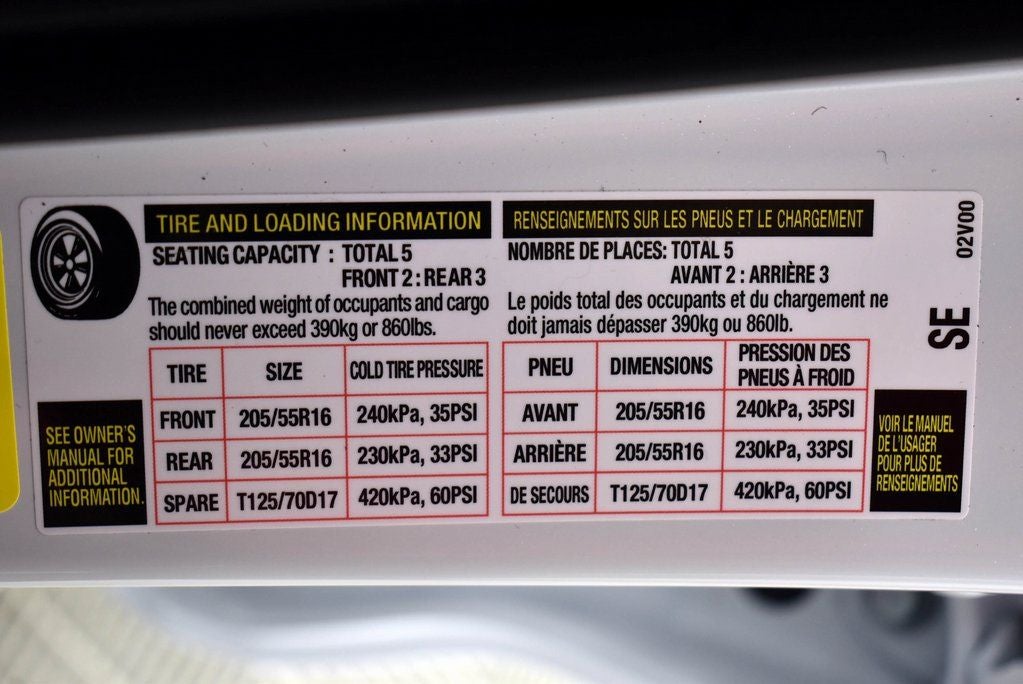 TIRE AND LOADING INFORMATION
SEATING CAPACITY : TOTAL 5
FRONT 2 : REAR 3
The combined weight of occupants and cargo
should never exceed 390kg or 860lbs.
TIRE SIZE COLD TIRE PRESSURE
FRONT 205/55R16 240kPa, 35PSI
REAR 205/55R16 230kPa, 33PSI
SPARE T125/70D17 420kPa, 60PSI
SEE OWNER'S
MANUAL FOR
ADDITIONAL
INFORMATION.
RENSEIGNEMENTS SUR LES PNEUS ET LE CHARGEMENT
NOMBRE DE PLACES: TOTAL 5
AVANT 2 : ARRIÈRE 3
Le poids total des occupants et du chargement ne
doit jamais dépasser 390kg ou 860lb.
PNEU DIMENSIONS PRESSION DES
PNEUS À FROID
AVANT 205/55R16 240kPa, 35PSI
ARRIÈRE 205/55R16 230kPa, 33PSI
DE SECOURS T125/70D17 420kPa, 60PSI
VOIR LE MANUEL
DE L'USAGER
POUR PLUS DE
RENSEIGNEMENTS
02V00
SE